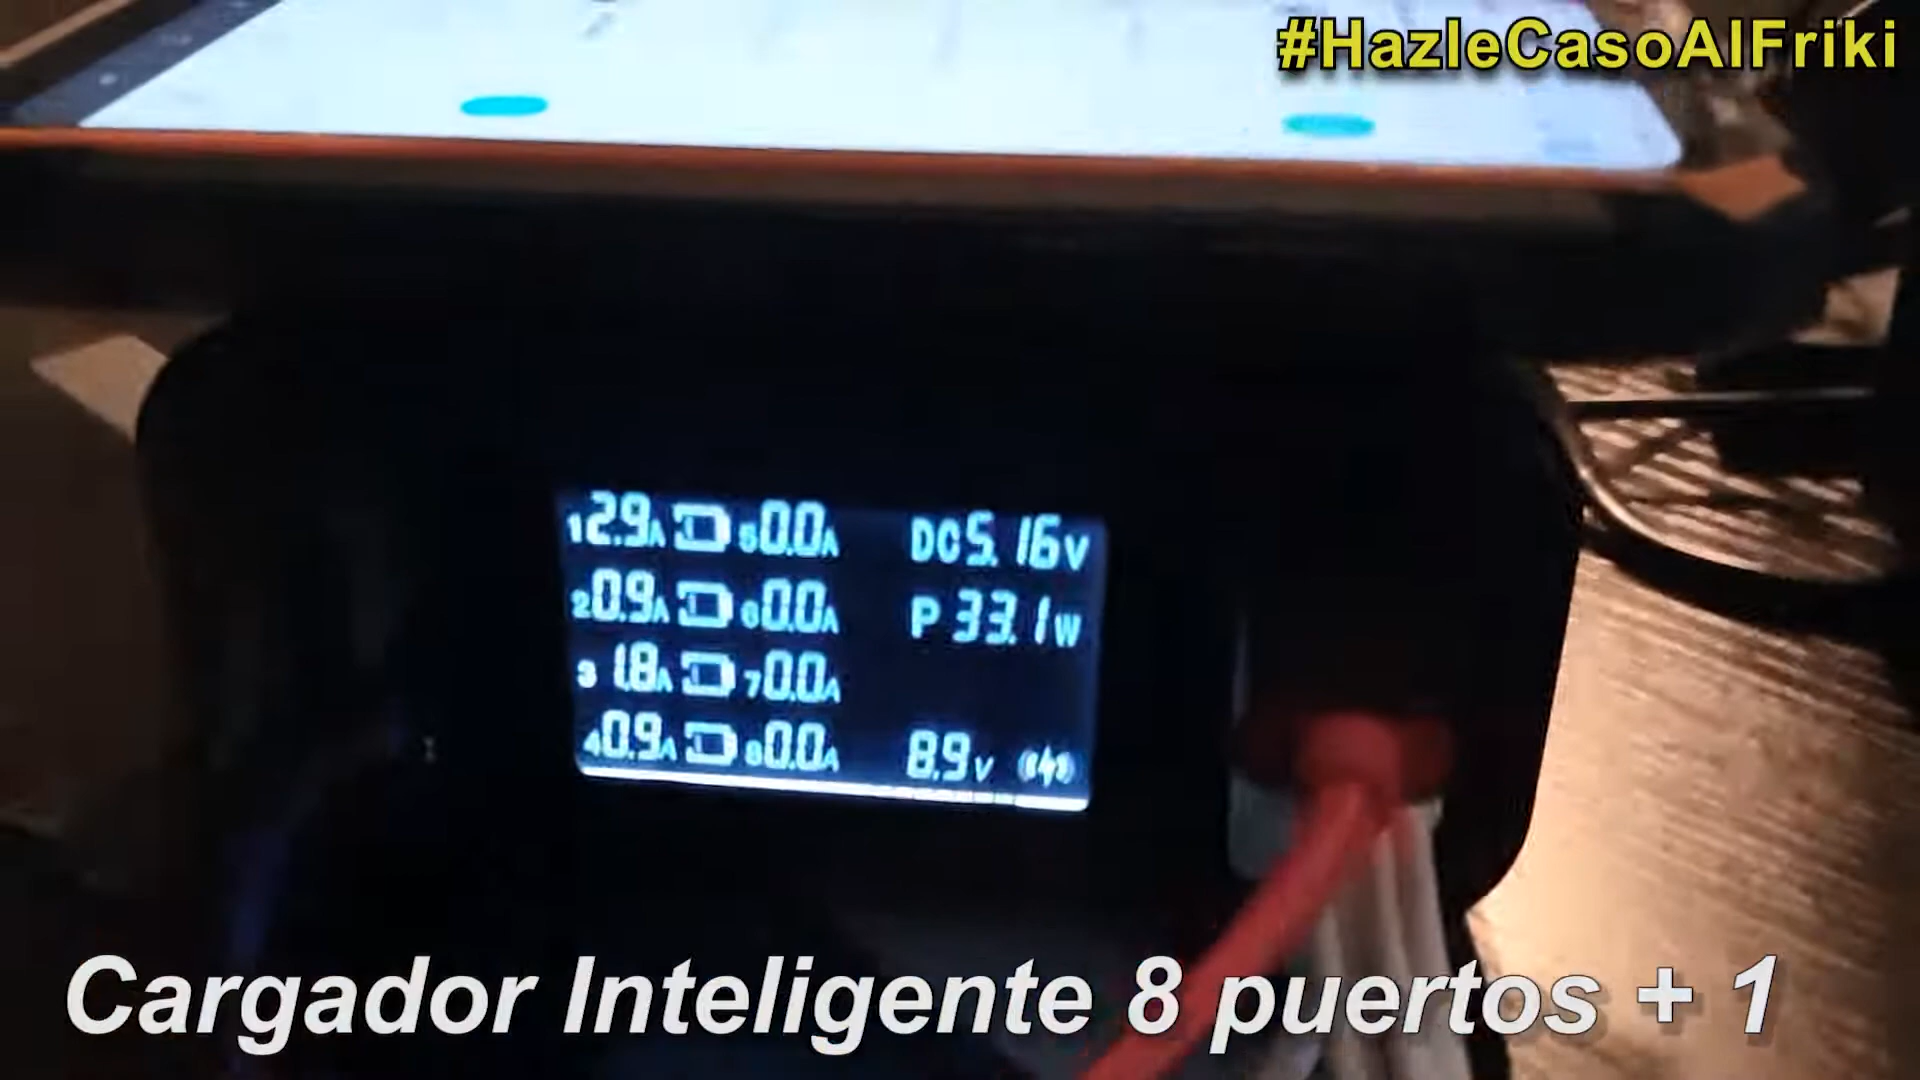 #HazleCasoAlFriki
1 2.9A 5 0.0A DC 5.16V
2 0.9A 6 0.0A P 33.1W
3 1.8A 7 0.0A
4 0.9A 8 0.0A 8.9V
Cargador Inteligente 8 puertos + 1